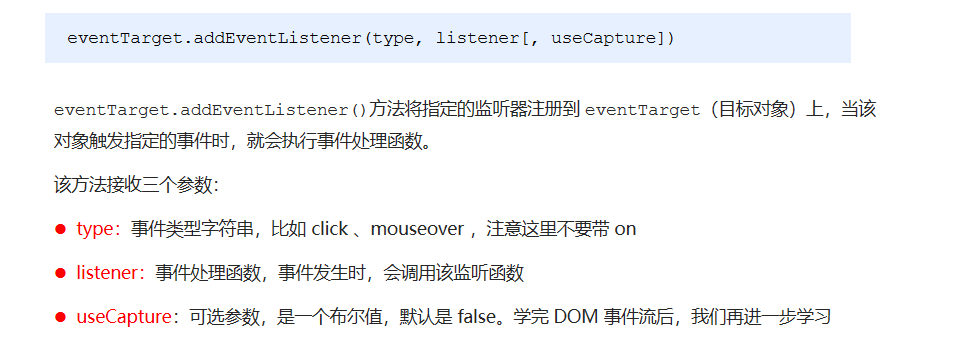 eventTarget.addEventListener(type, listener[, useCapture])
eventTarget.addEventListener()方法将指定的监听器注册到 eventTarget（目标对象）上，当该
对象触发指定的事件时，就会执行事件处理函数。
该方法接收三个参数：
● type：事件类型字符串，比如 click 、mouseover ，注意这里不要带 on
● listener：事件处理函数，事件发生时，会调用该监听函数
● useCapture：可选参数，是一个布尔值，默认是 false。学完 DOM 事件流后，我们再进一步学习